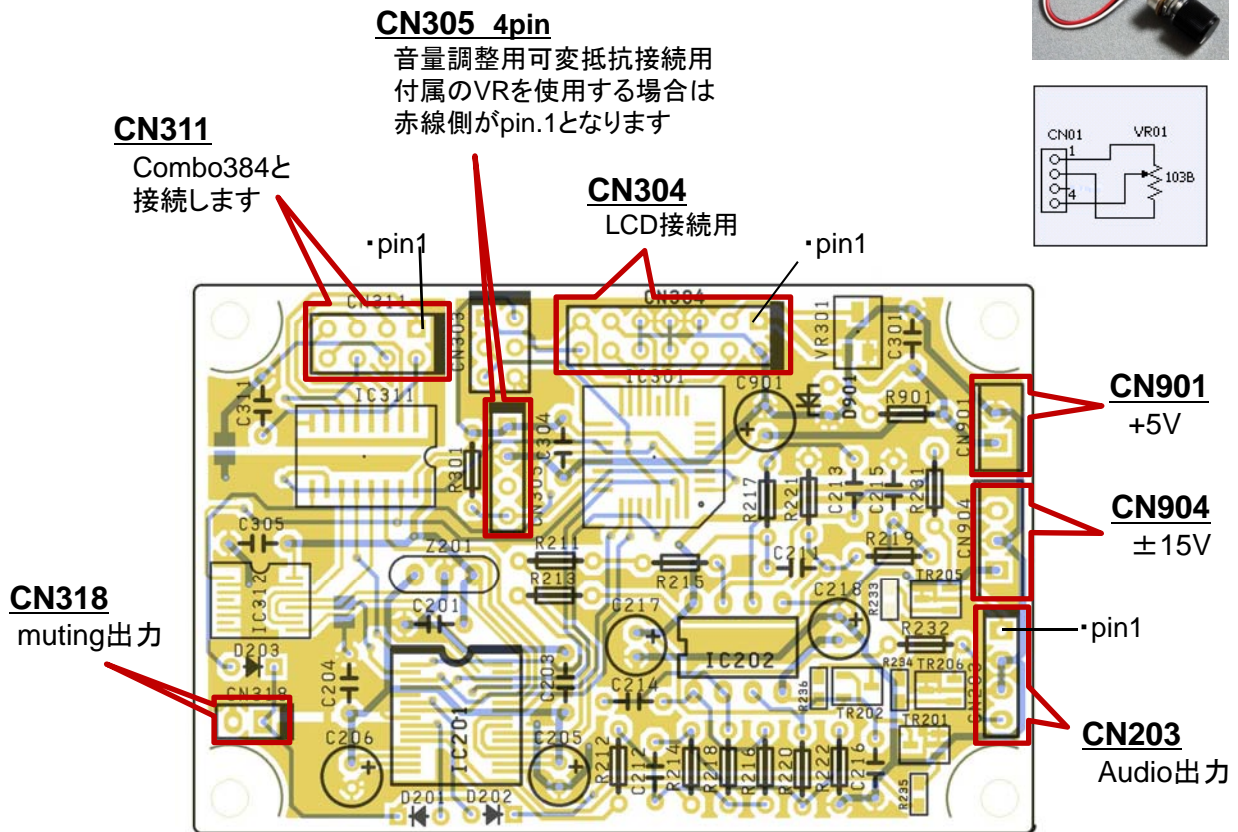 CN305 4pin
音量調整用可変抵抗接続用
付属のVRを使用する場合は
赤線側がpin.1となります
CN311
Combo384と
接続します
CN304
LCD接続用
・pin1
・pin1
CN01
VR01
1
4
103B
CN311
CN303
CN304
VR301
C301
C311
IC311
IC301
C901
D901
R901
CN901
CN901
+5V
R301
C304
CN305
R217
R221
C213
C215
R231
CN904
CN904
±15V
C305
Z201
R211
R213
R215
C211
R219
IC312
C201
C217
C218
R233
TR205
CN318
muting出力
D203
C204
C203
IC202
R232
・pin1
R234
TR206
CN203
CN318
C214
R236
TR202
TR201
C206
IC201
C205
R212
C212
R214
R218
R216
R220
R222
C216
R235
CN203
Audio出力
D201
D202